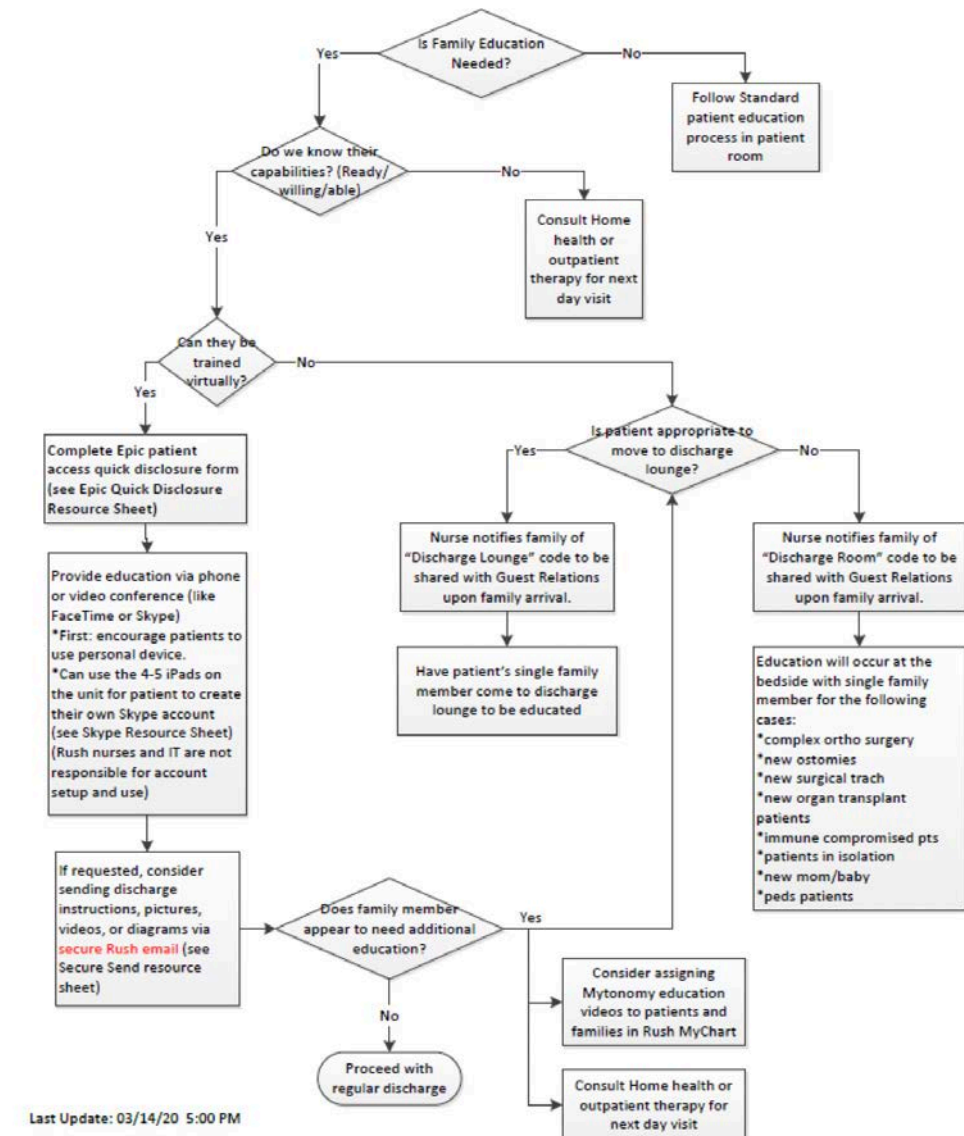 Is Family Education
Needed?
Yes
No
Follow Standard
patient education
process in patient
room
Do we know their
capabilities? (Ready/
willing/able)
No
Yes
Consult Home
health or
outpatient
therapy for next
day visit
Can they be
trained
virtually?
No
Yes
Is patient appropriate to
move to discharge
lounge?
Yes
No
Complete Epic patient
access quick disclosure form
(see Epic Quick Disclosure
Resource Sheet)
Nurse notifies family of
“Discharge Lounge” code to be
shared with Guest Relations
upon family arrival.
Nurse notifies family of
“Discharge Room” code to be
shared with Guest Relations
upon family arrival.
Provide education via phone
or video conference (like
FaceTime or Skype)
*First: encourage patients to
use personal device.
*Can use the 4-5 iPads on
the unit for patient to create
their own Skype account
(see Skype Resource Sheet)
(Rush nurses and IT are not
responsible for account
setup and use)
Have patient’s single family
member come to discharge
lounge to be educated
Education will occur at the
bedside with single family
member for the following
cases:
*complex ortho surgery
*new ostomies
*new surgical trach
*new organ transplant
patients
*immune compromised pts
*patients in isolation
*new mom/baby
*peds patients
If requested, consider
sending discharge
instructions, pictures,
videos, or diagrams via
secure Rush email (see
Secure Send resource
sheet)
Does family member
appear to need additional
education?
Yes
No
Consider assigning
Mytonomy education
videos to patients and
families in Rush MyChart
Proceed with
regular discharge
Consult Home health or
outpatient therapy for
next day visit
Last Update: 03/14/20 5:00 PM